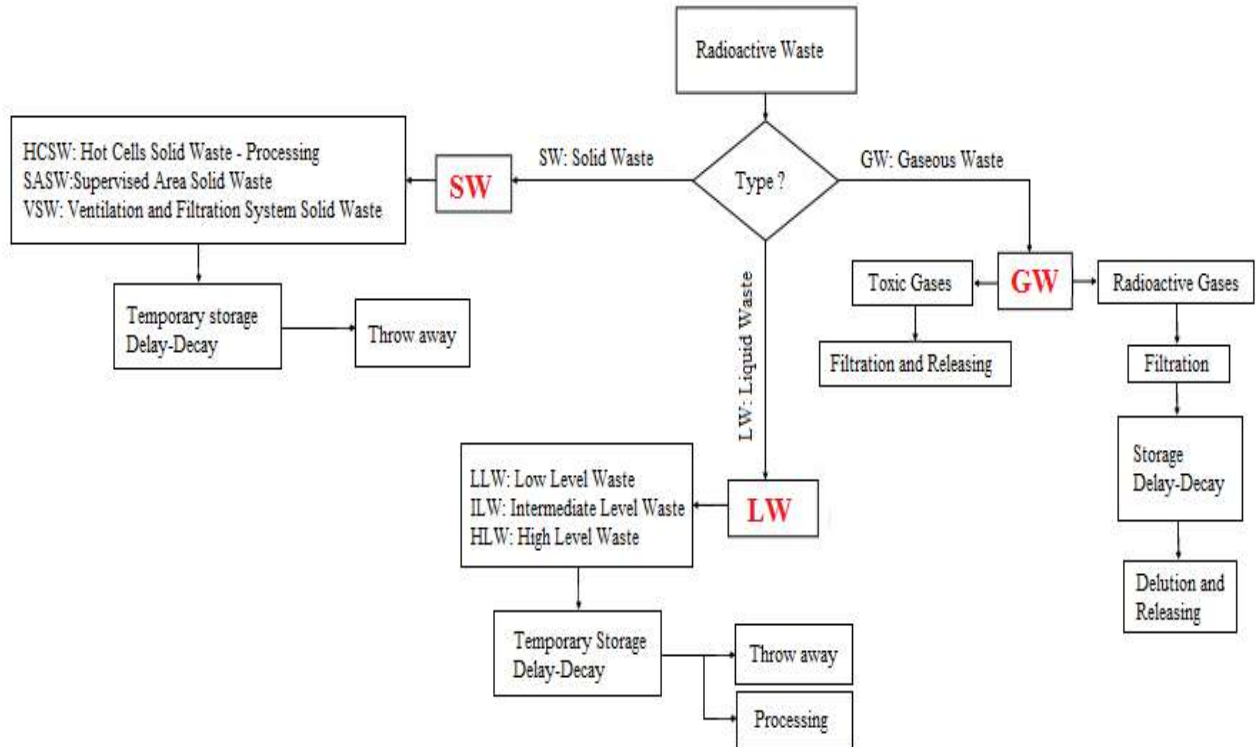 Radioactive Waste
Type ?
SW: Solid Waste
SW
HCSW: Hot Cells Solid Waste - Processing
SASW:Supervised Area Solid Waste
VSW: Ventilation and Filtration System Solid Waste
Temporary storage
Delay-Decay
Throw away
GW: Gaseous Waste
GW
Toxic Gases
Filtration and Releasing
Radioactive Gases
Filtration
Storage
Delay-Decay
Delution and
Releasing
LW: Liquid Waste
LW
LLW: Low Level Waste
ILW: Intermediate Level Waste
HLW: High Level Waste
Temporary Storage
Delay-Decay
Throw away
Processing